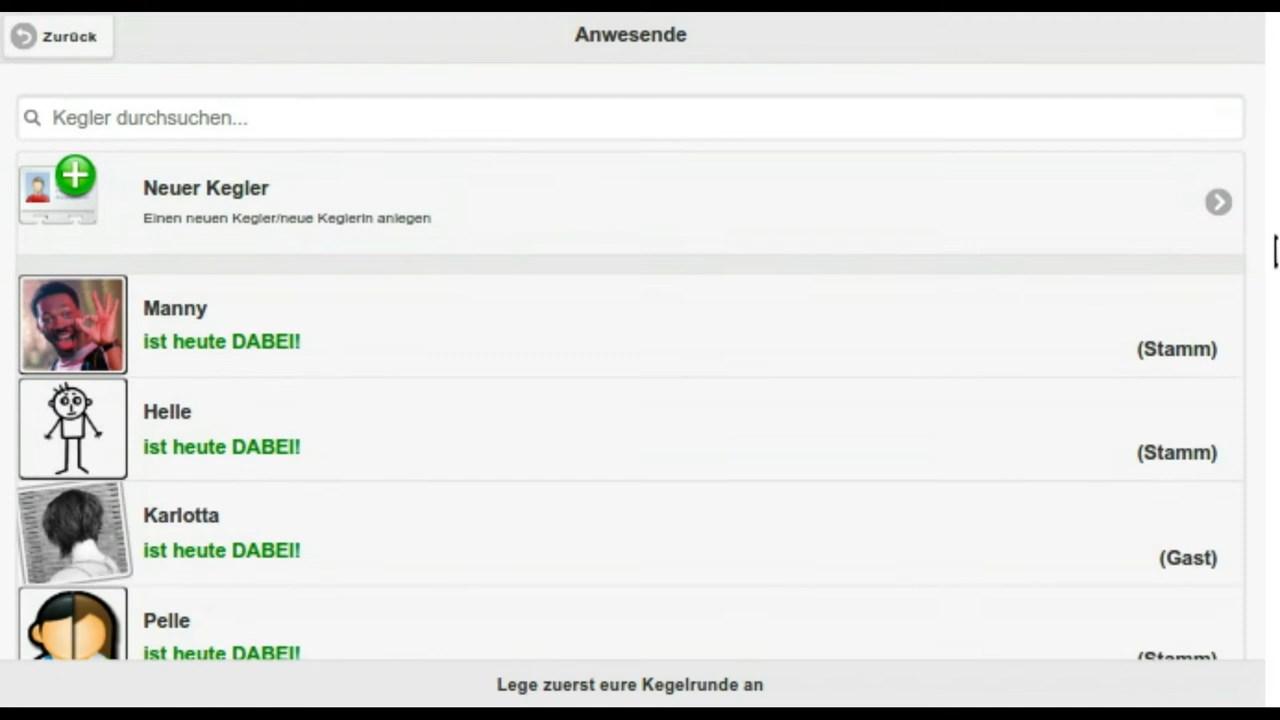 Zurück
Anwesende
Kegler durchsuchen...
Neuer Kegler
Einen neuen Kegler/neue Keglerin anlegen
Manny
ist heute DABEI!
(Stamm)
Helle
ist heute DABEI!
(Stamm)
Karlotta
ist heute DABEI!
(Gast)
Pelle
ist heute DABEI!
(Stamm)
Lege zuerst eure Kegelrunde an